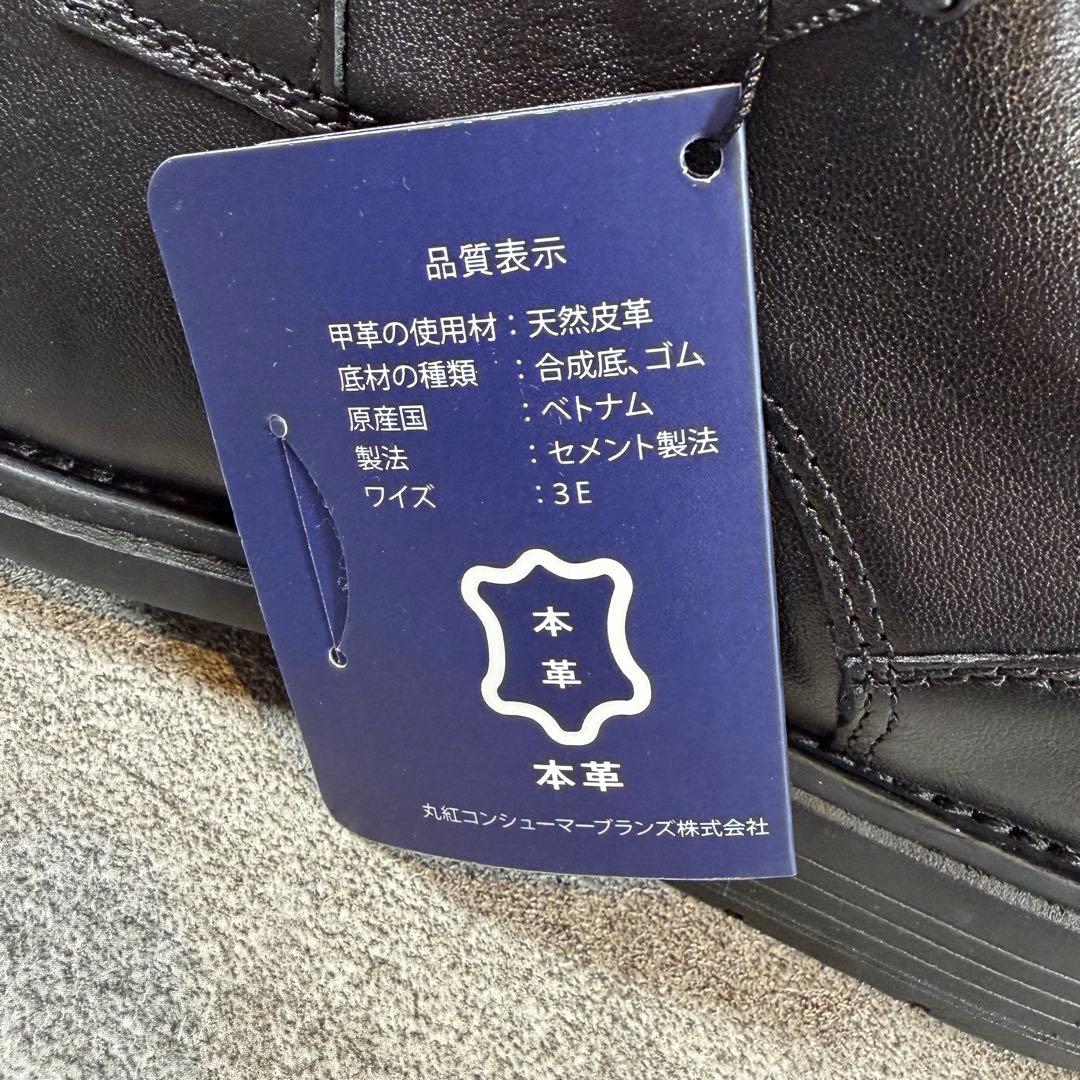 品質表示
甲革の使用材：天然皮革
底材の種類：合成底、ゴム
原産国：ベトナム
製法：セメント製法
ワイズ：3E
本
革
本革
丸紅コンシューマーブランズ株式会社